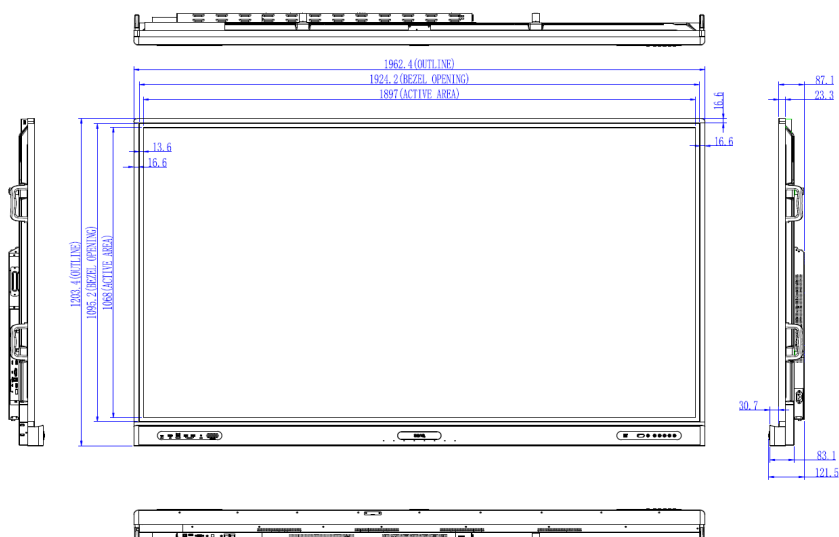 1962.4(OUTLINE)
1924.2(BEZEL OPENING)
1897(ACTIVE AREA)
87.1
23.3
16.6
16.6
13.6
16.6
1203.4(OUTLINE)
1095.2(BEZEL OPENING)
1068(ACTIVE AREA)
30.7
83.1
121.5